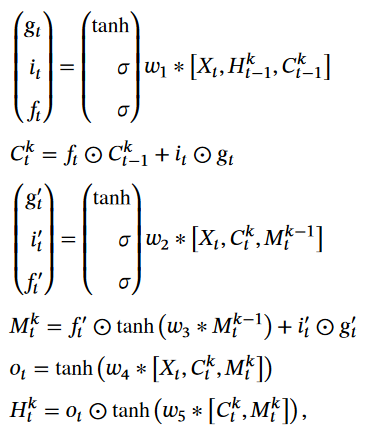 (g_t i_t f_t) = (tanh σ σ) w_1 ∗ [X_t, H_{t−1}^k, C_{t−1}^k]
C_t^k = f_t ⊙ C_{t−1}^k + i_t ⊙ g_t
(g_t′ i_t′ f_t′) = (tanh σ σ) w_2 ∗ [X_t, C_t^k, M_t^{k−1}]
M_t^k = f_t′ ⊙ tanh (w_3 ∗ M_t^{k−1}) + i_t′ ⊙ g_t′
o_t = tanh (w_4 ∗ [X_t, C_t^k, M_t^k])
H_t^k = o_t ⊙ tanh (w_5 ∗ [C_t^k, M_t^k]),